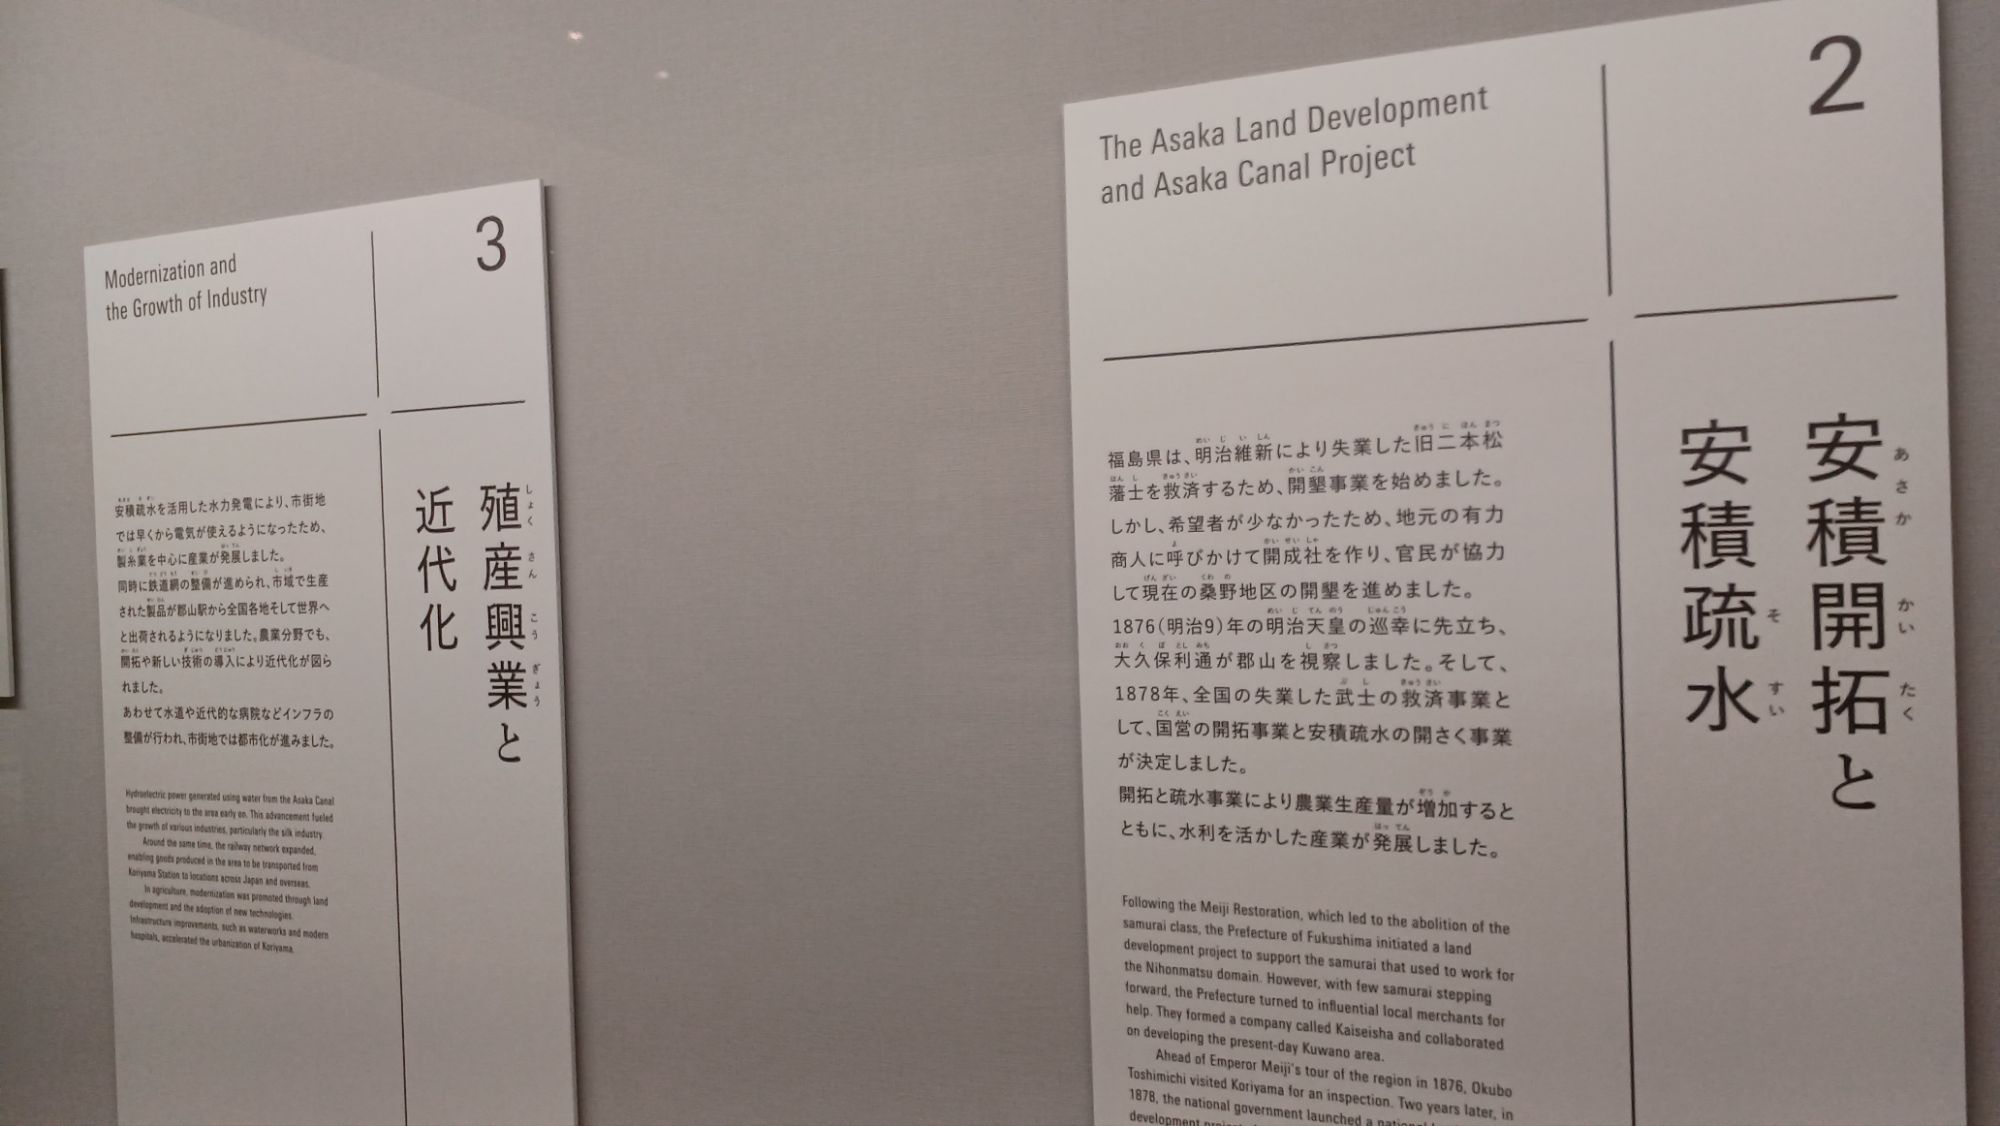 2
The Asaka Land Development
and Asaka Canal Project
安積開拓と
あさかかいたく
安積疏水
そすい
福島県は、明治維新により失業した旧二本松
藩士を救済するため、開墾事業を始めました。
しかし、希望者が少なかったため、地元の有力
商人に呼びかけて開成社を作り、官民が協力
して現在の桑野地区の開墾を進めました。
1876(明治9)年の明治天皇の巡幸に先立ち、
大久保利通が郡山を視察しました。そして、
1878年、全国の失業した武士の救済事業と
して、国営の開拓事業と安積疏水の開さく事業
が決定しました。
開拓と疏水事業により農業生産量が増加すると
ともに、水利を活かした産業が発展しました。
Following the Meiji Restoration, which led to the abolition of the
samurai class, the Prefecture of Fukushima initiated a land
development project to support the samurai that used to work for
the Nihonmatsu domain. However, with few samurai stepping
forward, the Prefecture turned to influential local merchants for
help. They formed a company called Kaiseisha and collaborated
on developing the present-day Kuwano area.
Ahead of Emperor Meiji's tour of the region in 1876, Okubo
Toshimichi visited Koriyama for an inspection. Two years later, in
1878, the national government launched a national
development
3
Modernization and
the Growth of Industry
殖産興業と
しょくさんこうぎょう
近代化
安積疏水を活用した水力発電により、市街地
では早くから電気が使えるようになったため、
製糸業を中心に産業が発展しました。
同時に鉄道網の整備が進められ、市域で生産
された製品が郡山駅から全国各地そして世界へ
と出荷されるようになりました。農業分野でも、
開拓や新しい技術の導入により近代化が図ら
れました。
あわせて水道や近代的な病院などインフラの
整備が行われ、市街地では都市化が進みました。
Hydroelectric power generated using water from the Asaka Canal
brought electricity to the area early on. This advancement fueled
the growth of various industries, particularly the silk industry.
Around the same time, the railway network expanded,
enabling goods produced in the area to be transported from
Koriyama Station to locations across Japan and overseas.
In agriculture, modernization was promoted through land
development and the adoption of new technologies.
Infrastructure improvements, such as waterworks and modern
hospitals, accelerated the urbanization of Koriyama.